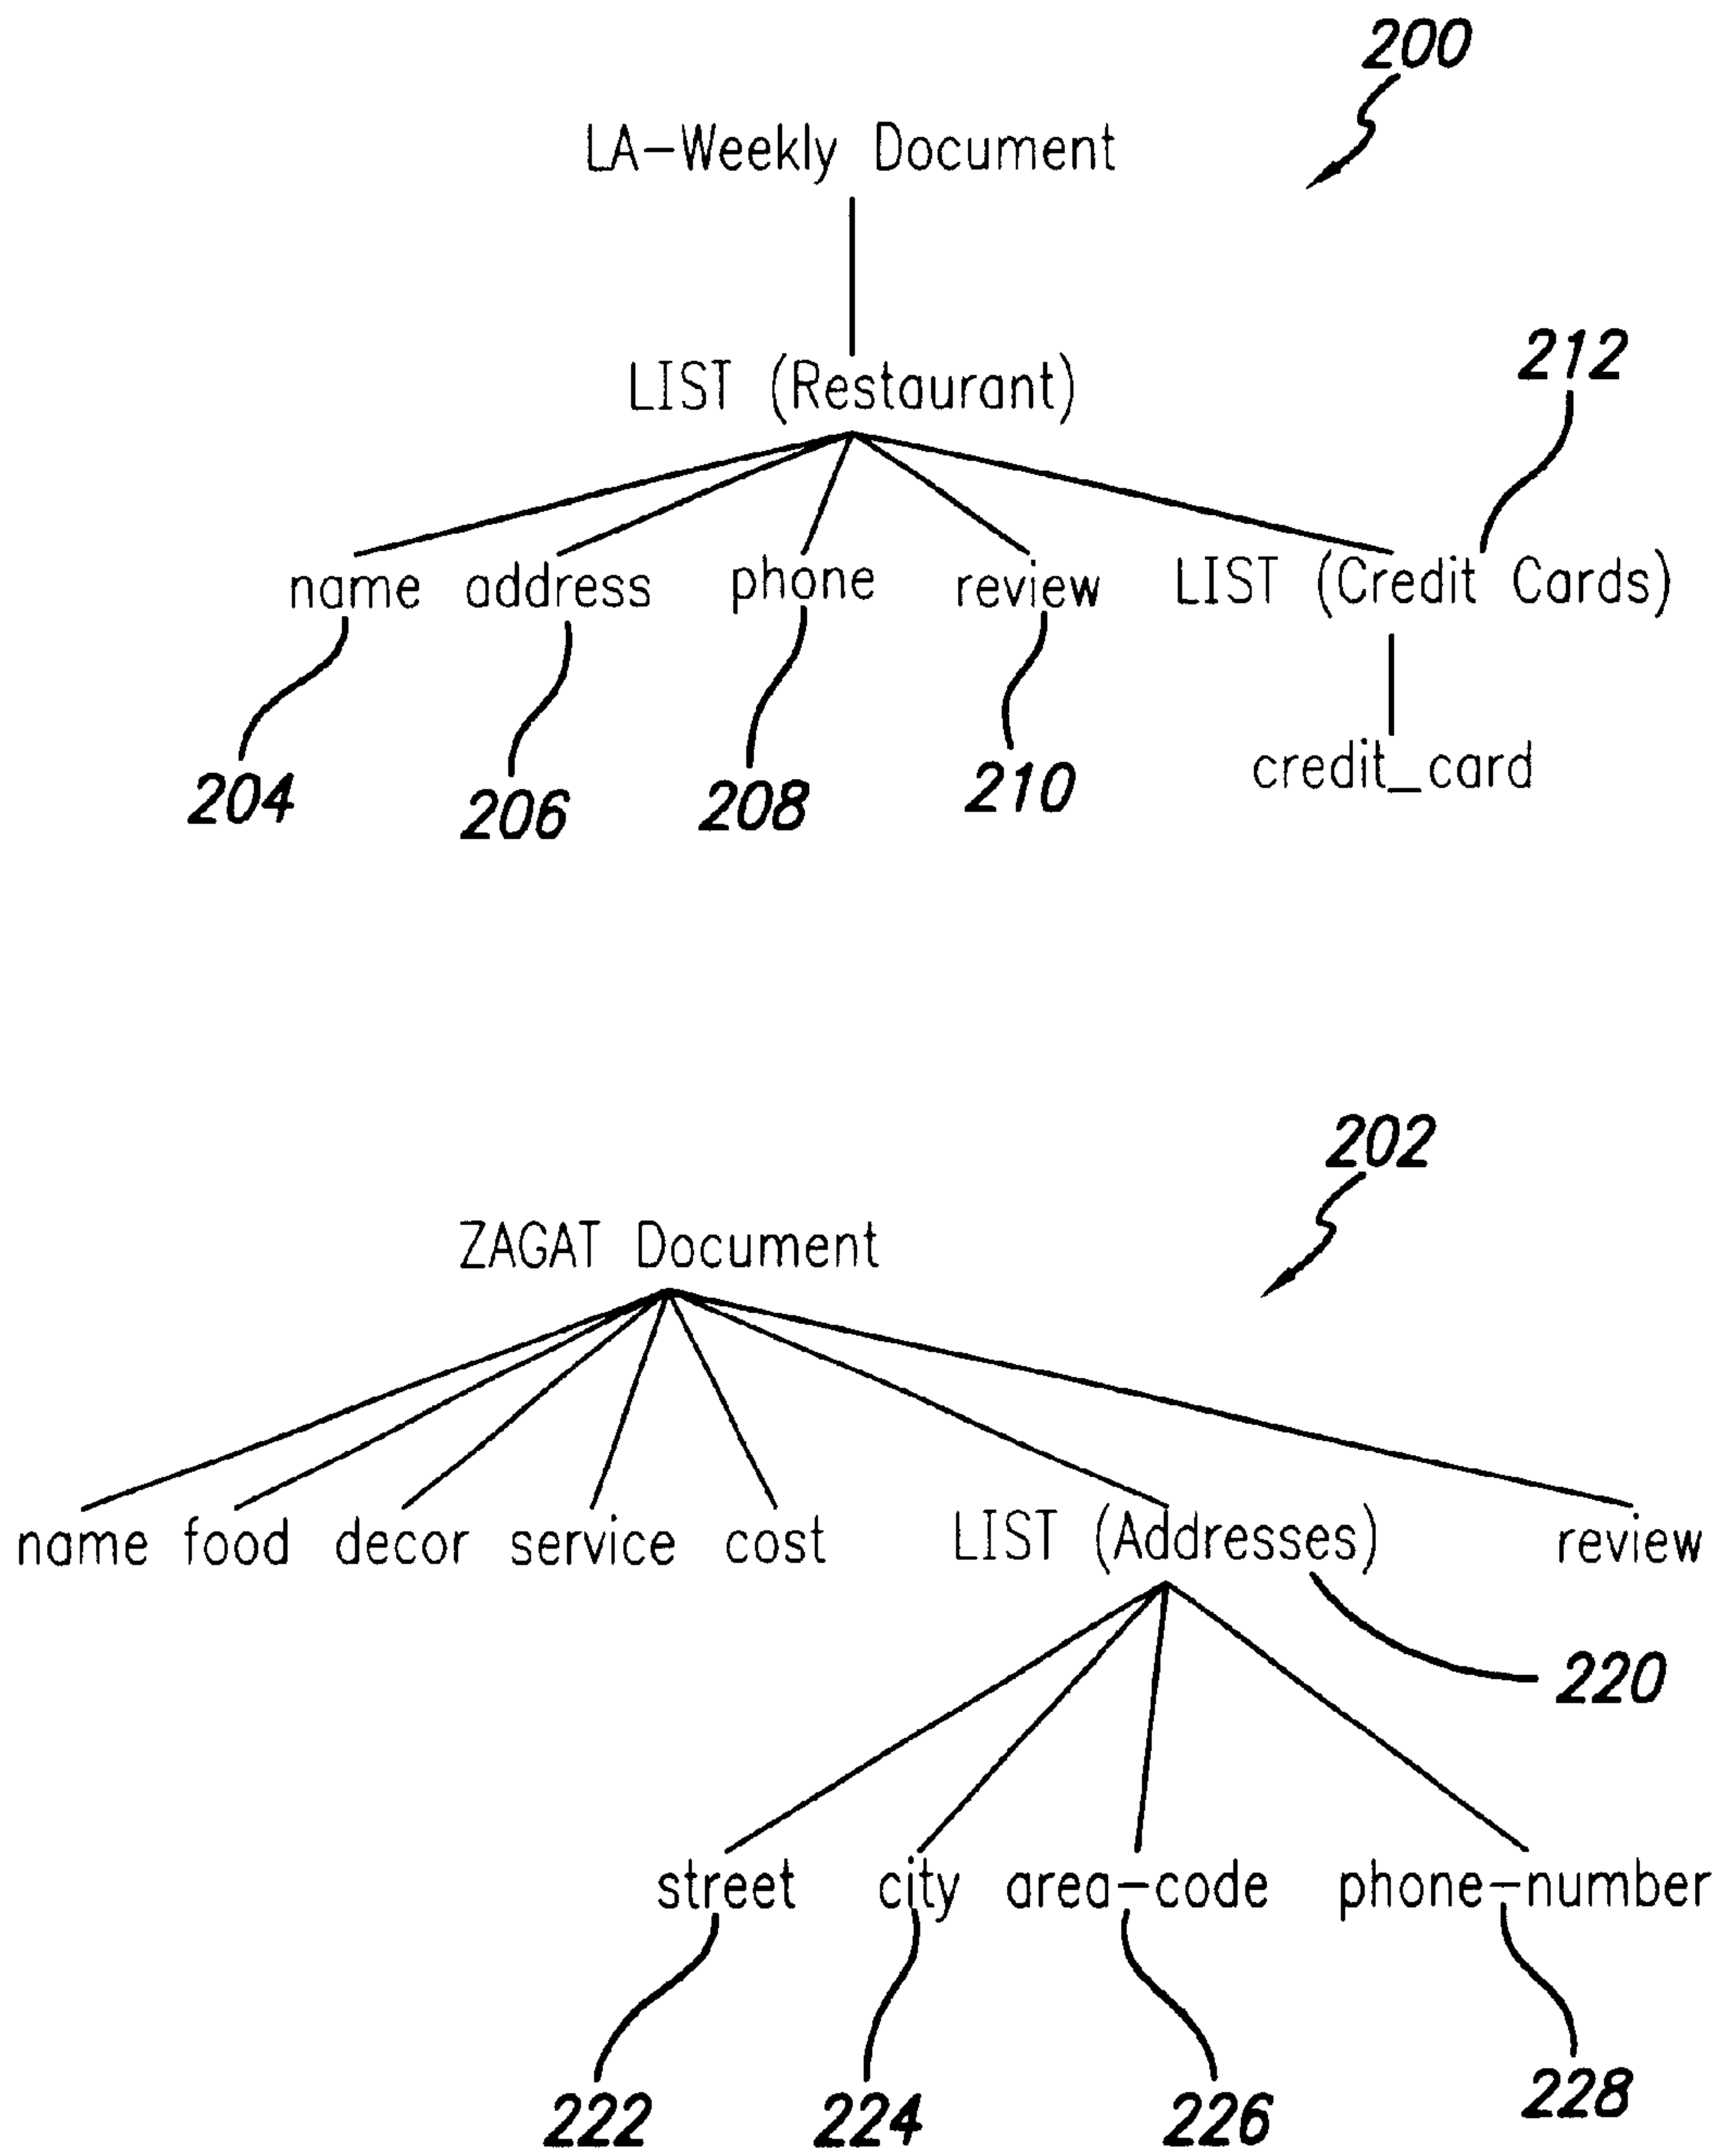 200
LA-Weekly Document
LIST (Restaurant)
212
name address phone review LIST (Credit Cards)
credit_card
204 206 208 210
202
ZAGAT Document
name food decor service cost LIST (Addresses) review
220
street city area-code phone-number
222 224 226 228